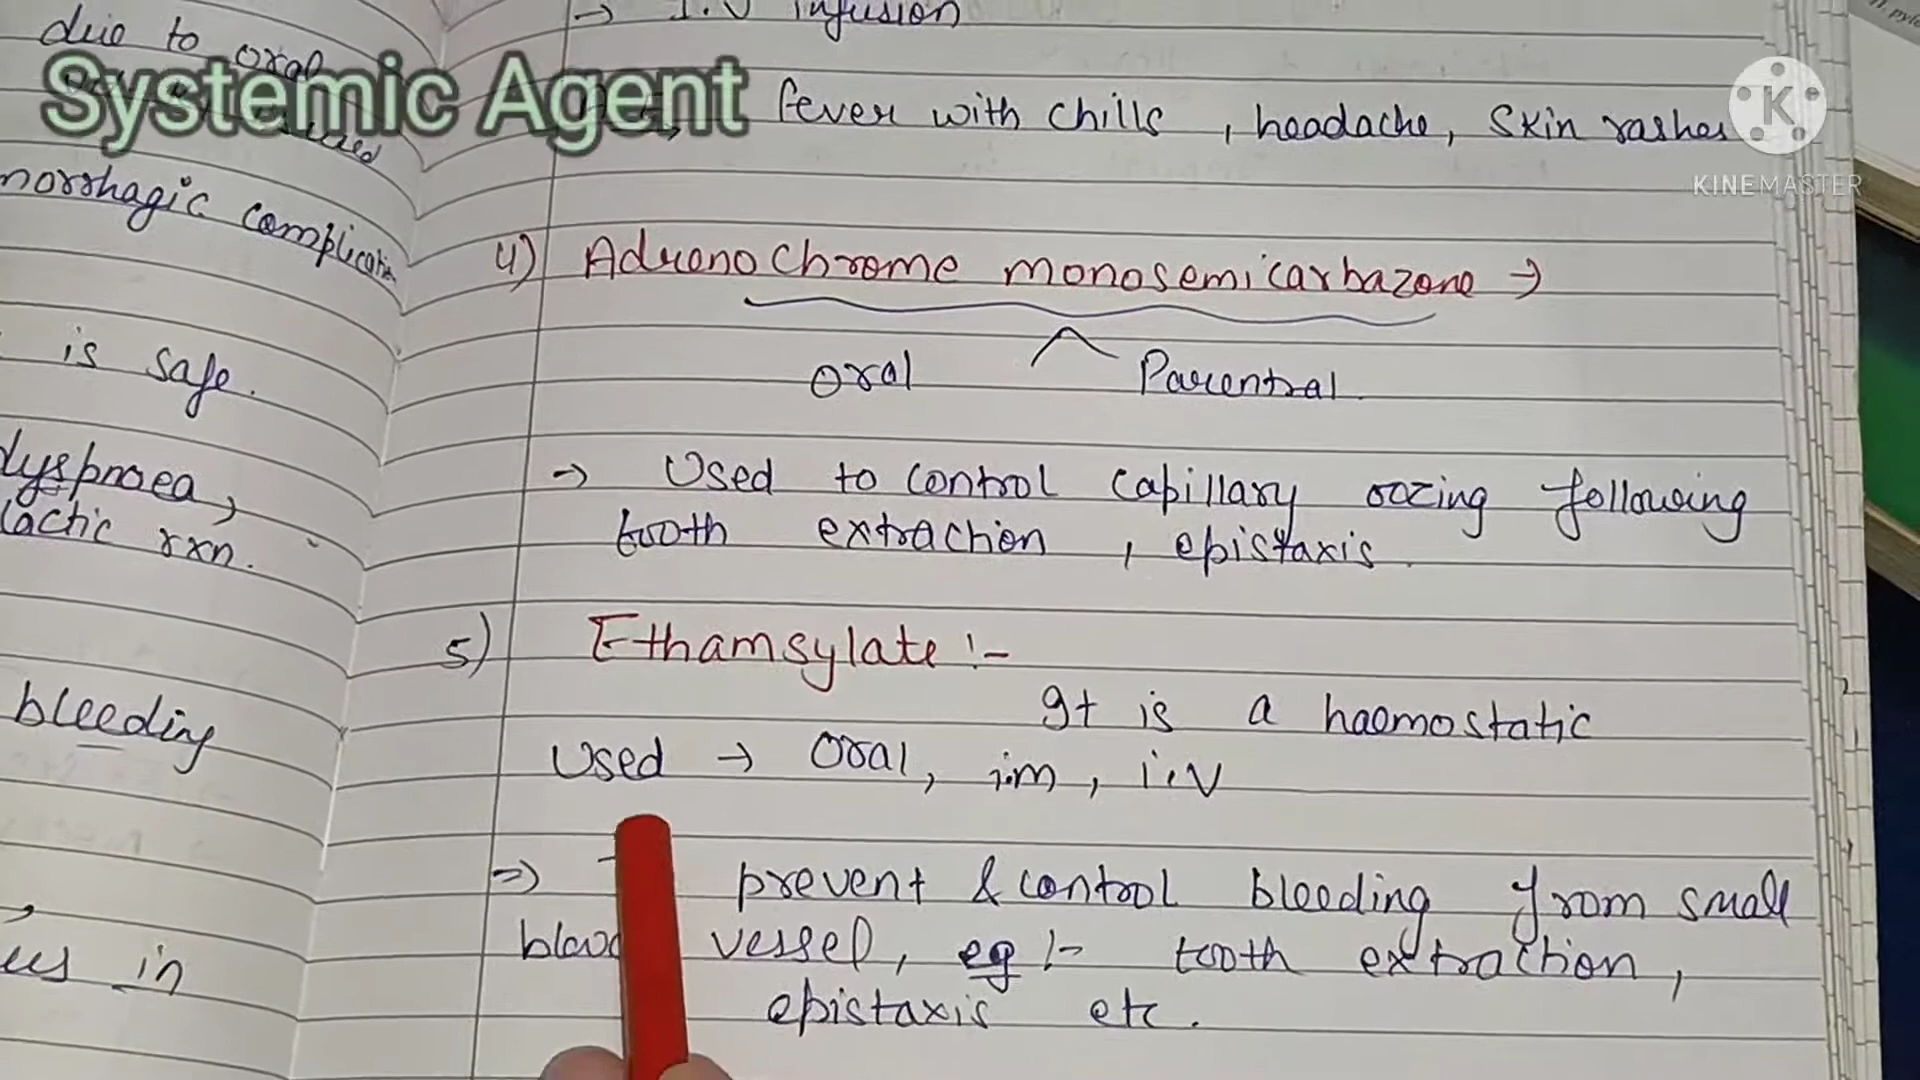 due to oral
Systemic Agent
morrhagic complication
is safe.
dyspnoea,
lactic rxn.
bleeding
in
→ I.V infusion
fever with chills , headache, skin rashes
KINEMASTER
4) Adrenochrome monosemicarbazone →
Oral Parentral
→ Used to control capillary oozing following
tooth extraction , epistaxis.
5) Ethamsylate :-
It is a haemostatic
Used → Oral, i.m, i.v
⇒ prevent & control bleeding from small
blood vessel, eg :- tooth extraction,
epistaxis etc.